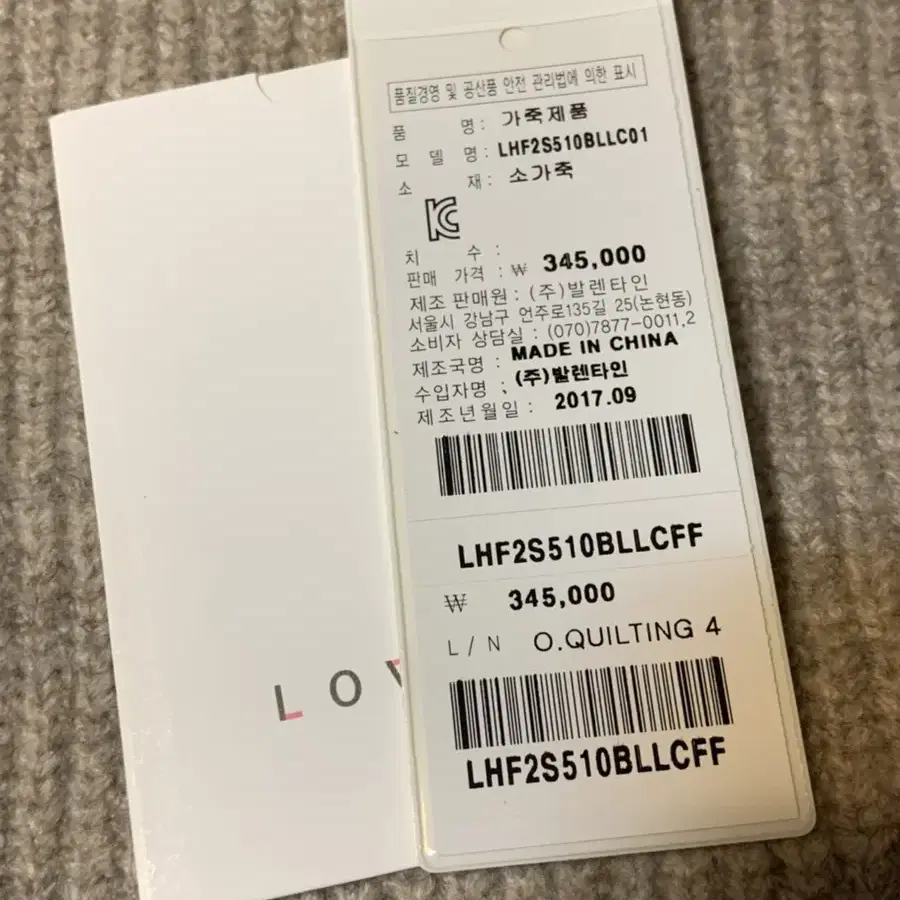 품질경영 및 공산품 안전 관리법에 의한 표시
품 명: 가죽제품
모 델 명: LHF2S510BLLC01
소 재: 소가죽
KC
치 수 :
판매 가격 : ₩ 345,000
제조 판매원 : (주)발렌타인
서울시 강남구 언주로135길 25(논현동)
소비자 상담실 : (070)7877-0011,2
제조국명 : MADE IN CHINA
수입자명 : (주)발렌타인
제조년월일 : 2017.09
LHF2S510BLLCFF
₩ 345,000
L / N O.QUILTING 4
LHF2S510BLLCFF
LOV